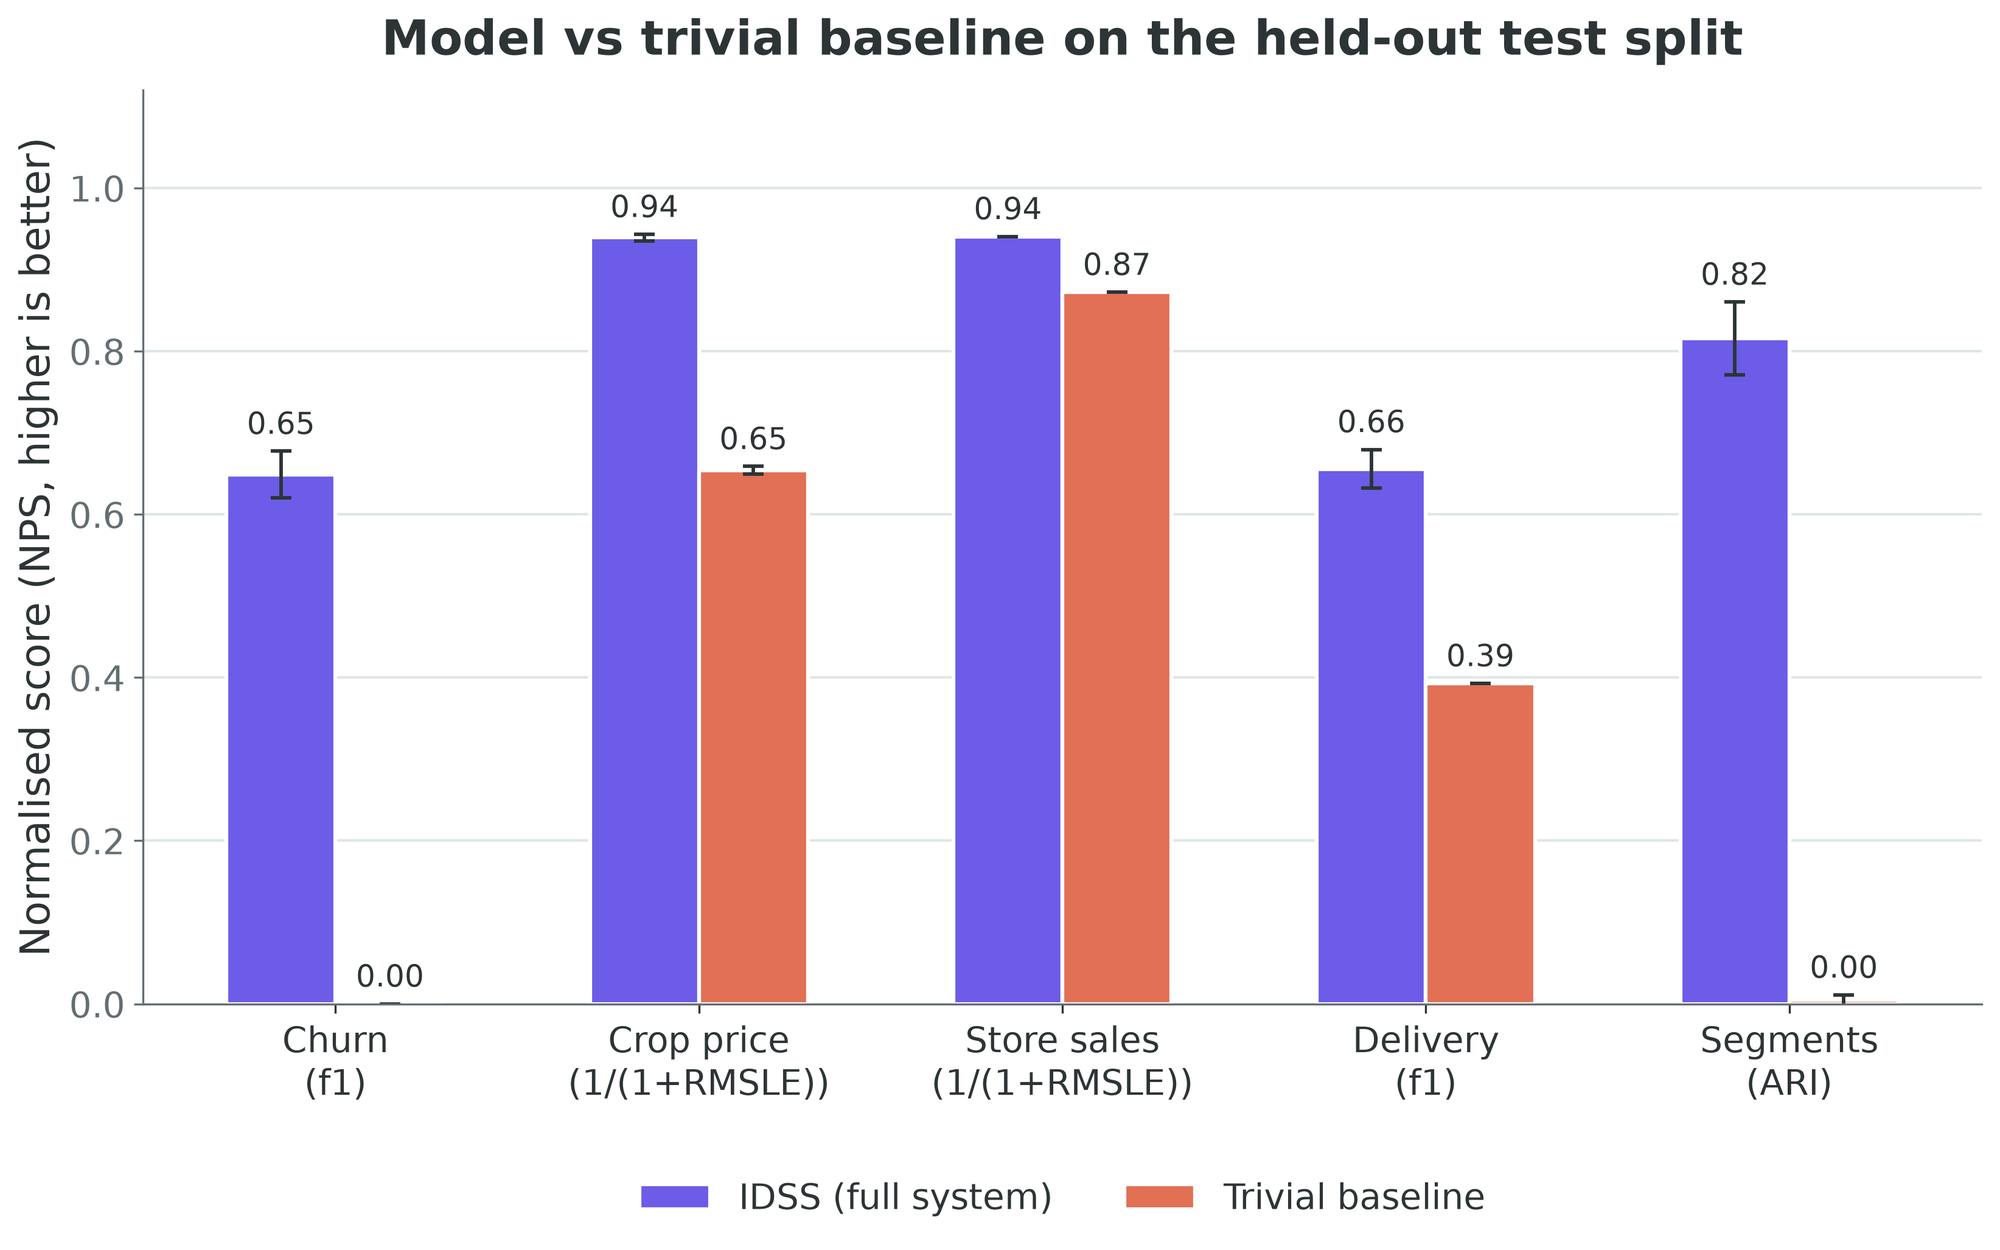 Model vs trivial baseline on the held-out test split
Normalised score (NPS, higher is better)
1.0
0.8
0.6
0.4
0.2
0.0
0.65
0.00
0.94
0.65
0.94
0.87
0.66
0.39
0.82
0.00
Churn
(f1)
Crop price
(1/(1+RMSLE))
Store sales
(1/(1+RMSLE))
Delivery
(f1)
Segments
(ARI)
IDSS (full system)
Trivial baseline